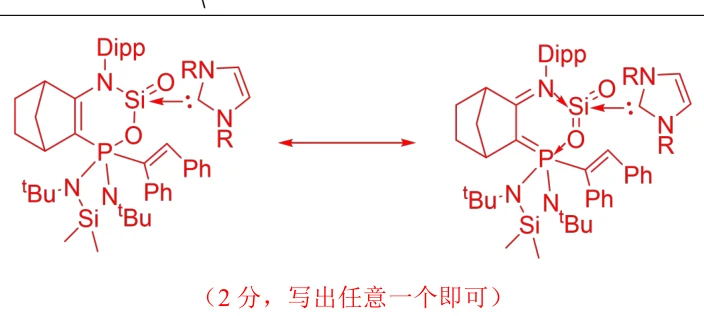 Dipp Dipp
N Si O RN N R N Si O RN N R
O O
P Ph P Ph
tBu N N Ph tBu N N Ph
Si tBu Si tBu
（2 分，写出任意一个即可）